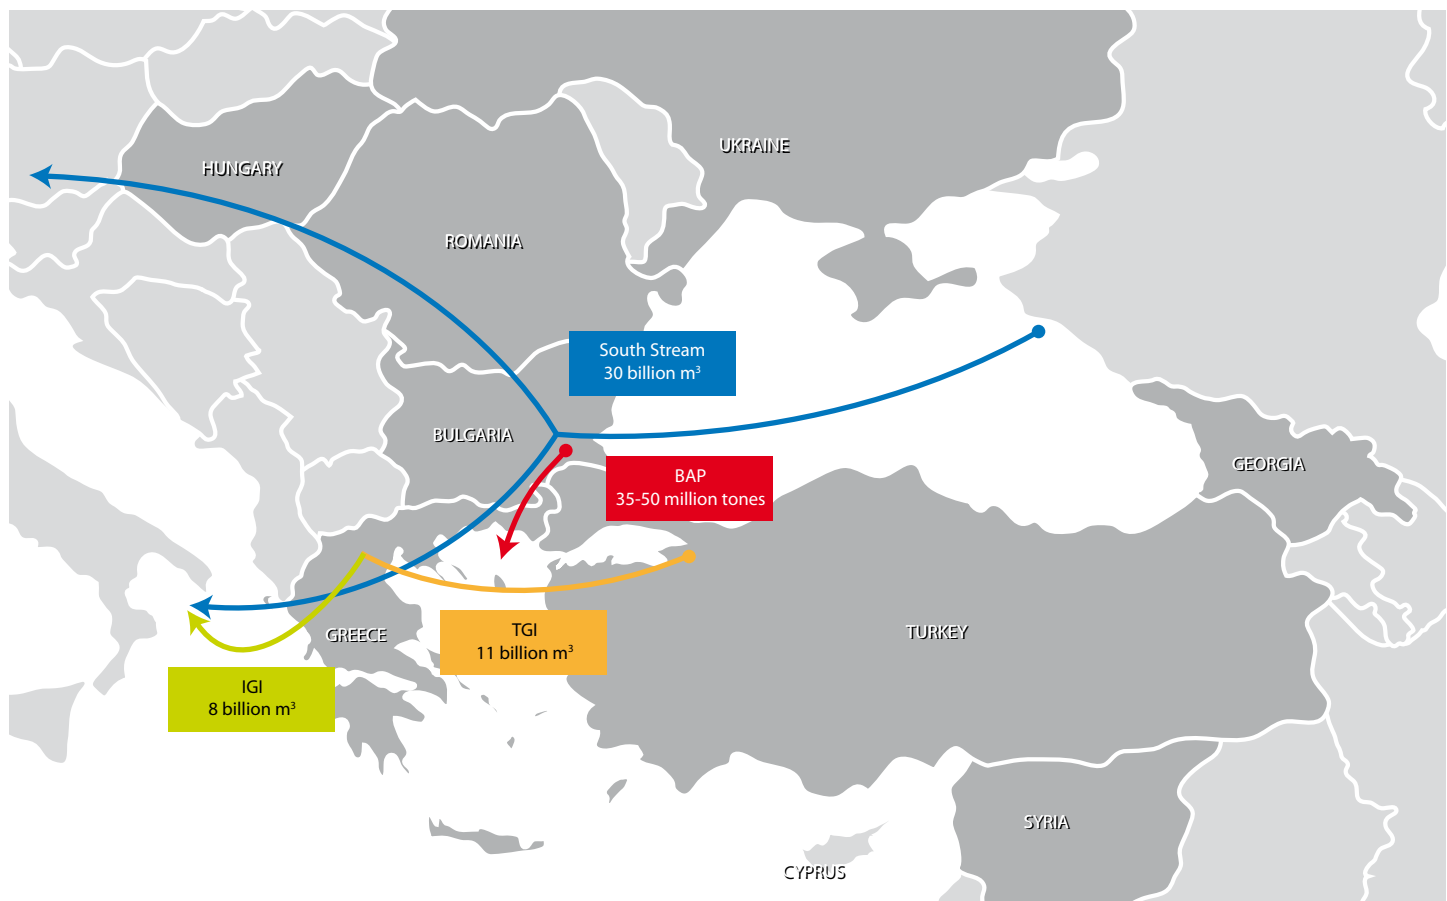 UKRAINE
HUNGARY
ROMANIA
South Stream
30 billion m³
BULGARIA
GEORGIA
BAP
35-50 million tones
TGI
11 billion m³
GREECE
TURKEY
IGI
8 billion m³
SYRIA
CYPRUS